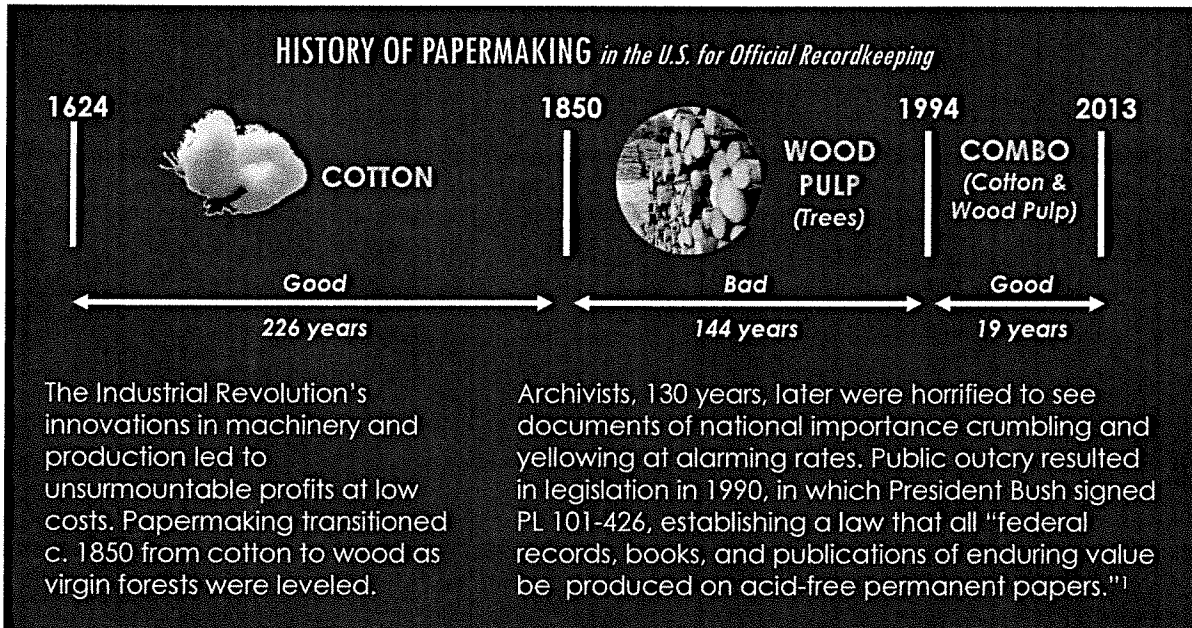 HISTORY OF PAPERMAKING in the U.S. for Official Recordkeeping
1624
1850
1994
2013
COTTON
WOOD
PULP
(Trees)
COMBO
(Cotton &
Wood Pulp)
Good
226 years
Bad
144 years
Good
19 years
The Industrial Revolution's
innovations in machinery and
production led to
unsurmountable profits at low
costs. Papermaking transitioned
c. 1850 from cotton to wood as
virgin forests were leveled.
Archivists, 130 years, later were horrified to see
documents of national importance crumbling and
yellowing at alarming rates. Public outcry resulted
in legislation in 1990, in which President Bush signed
PL 101-426, establishing a law that all “federal
records, books, and publications of enduring value
be produced on acid-free permanent papers.”¹